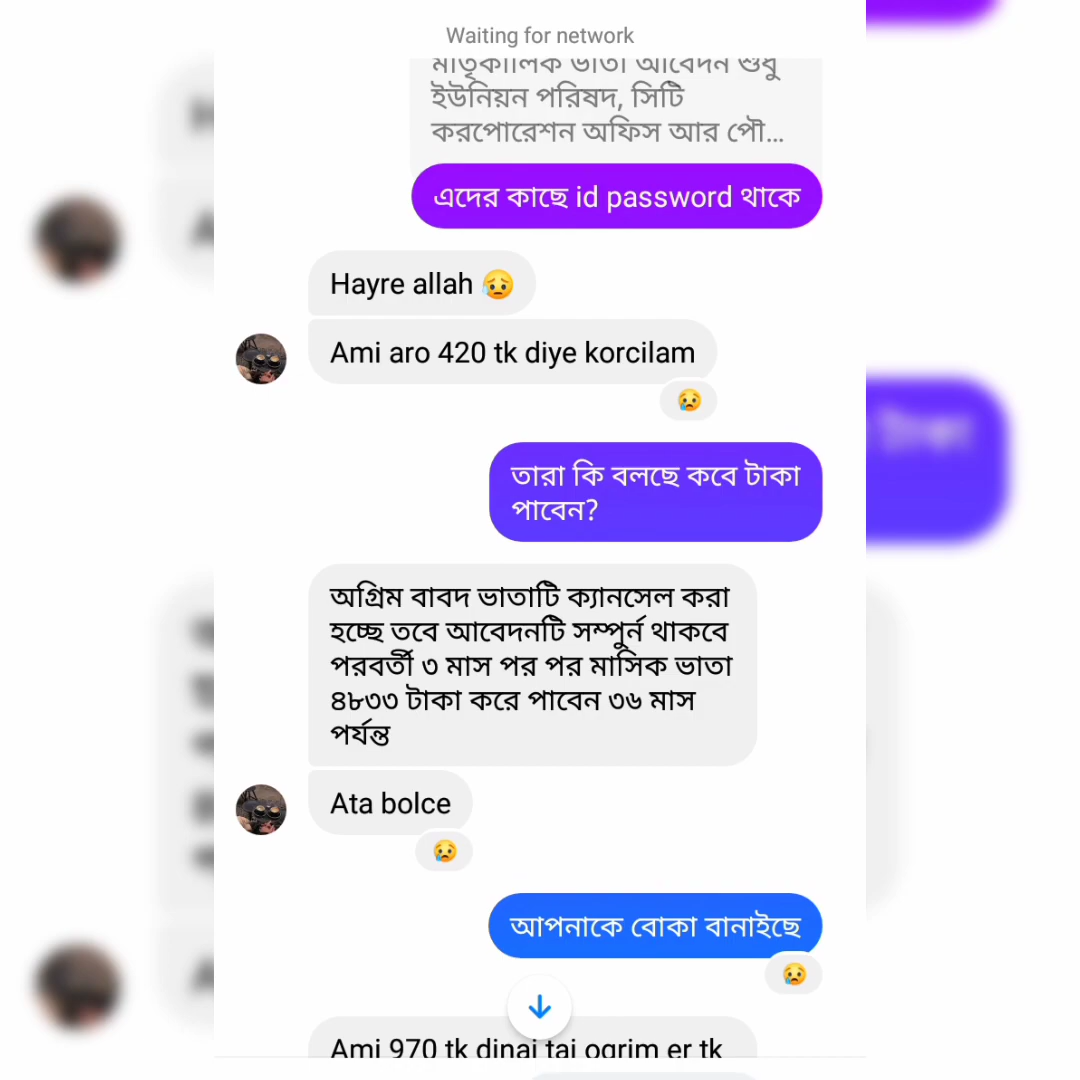 Waiting for network
মাতৃকালিক ভাতা আবেদন শুধু
ইউনিয়ন পরিষদ, সিটি
করপোরেশন অফিস আর পৌ...
এদের কাছে id password থাকে
Hayre allah 😥
Ami aro 420 tk diye korcilam
😢
তারা কি বলছে কবে টাকা
পাবেন?
অগ্রিম বাবদ ভাতাটি ক্যানসেল করা
হচ্ছে তবে আবেদনটি সম্পুর্ন থাকবে
পরবর্তী ৩ মাস পর পর মাসিক ভাতা
৪৮৩৩ টাকা করে পাবেন ৩৬ মাস
পর্যন্ত
Ata bolce
😢
আপনাকে বোকা বানাইছে
😢
Ami 970 tk dinai tai ogrim er tk